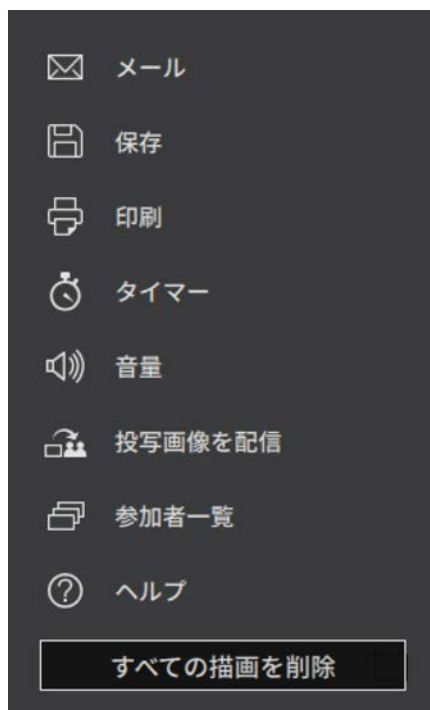 メール
保存
印刷
タイマー
音量
投写画像を配信
参加者一覧
ヘルプ
すべての描画を削除